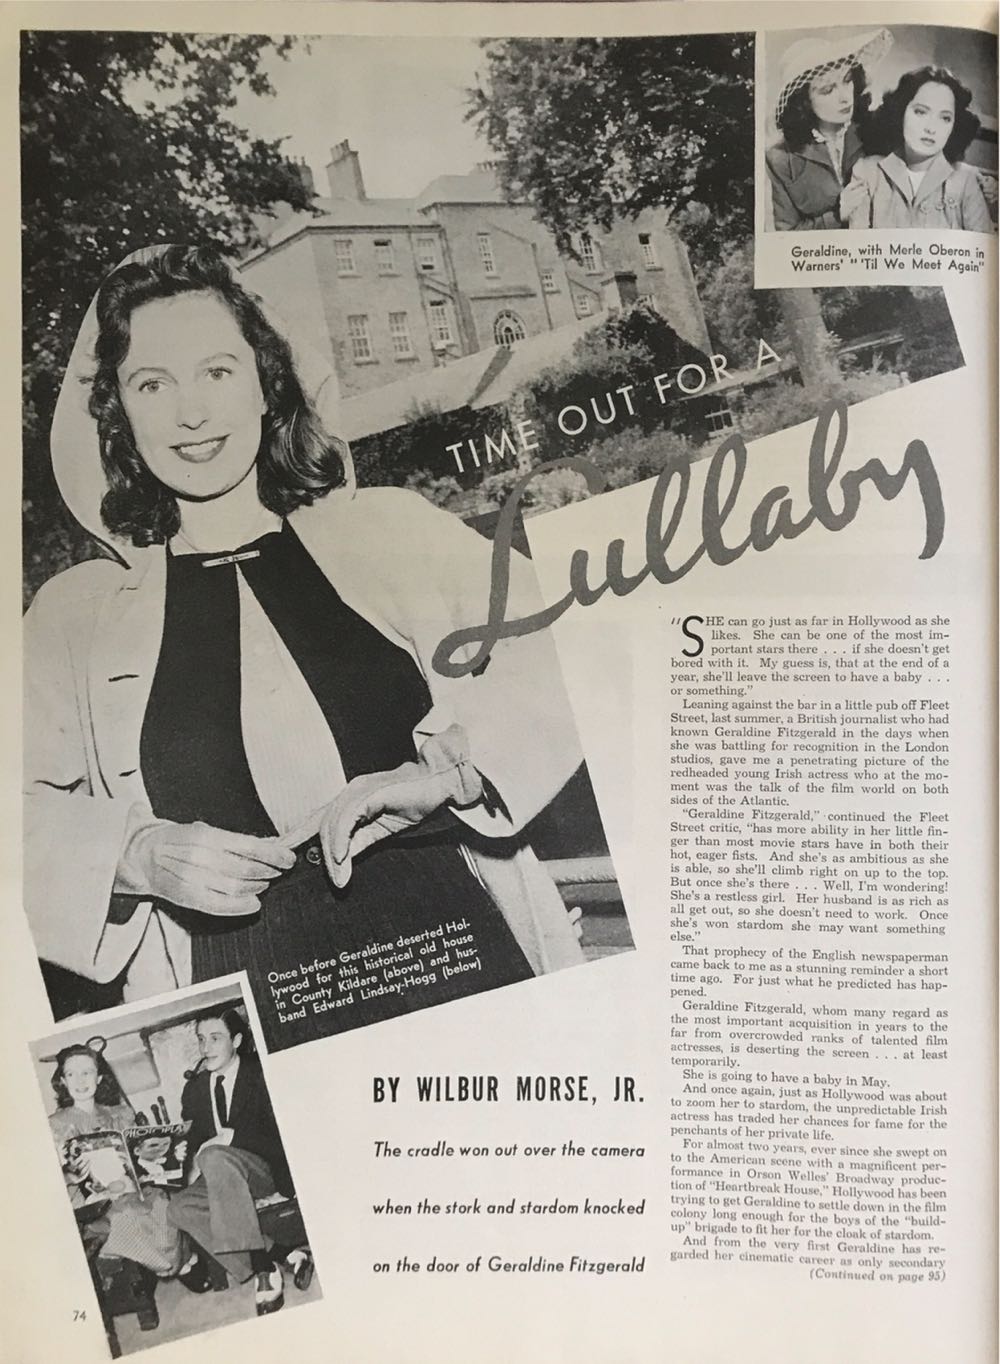 Geraldine, with Merle Oberon in
Warners' "'Til We Meet Again"
TIME OUT FOR A
Lullaby
"SHE can go just as far in Hollywood as she
likes. She can be one of the most im-
portant stars there . . . if she doesn't get
bored with it. My guess is, that at the end of a
year, she'll leave the screen to have a baby . . .
or something."
Leaning against the bar in a little pub off Fleet
Street, last summer, a British journalist who had
known Geraldine Fitzgerald in the days when
she was battling for recognition in the London
studios, gave me a penetrating picture of the
redheaded young Irish actress who at the mo-
ment was the talk of the film world on both
sides of the Atlantic.
"Geraldine Fitzgerald," continued the Fleet
Street critic, "has more ability in her little fin-
ger than most movie stars have in both their
hot, eager fists. And she's as ambitious as she
is able, so she'll climb right on up to the top.
But once she's there . . . Well, I'm wondering!
She's a restless girl. Her husband is as rich as
all get out, so she doesn't need to work. Once
she's won stardom she may want something
else."
That prophecy of the English newspaperman
came back to me as a stunning reminder a short
time ago. For just what he predicted has hap-
pened.
Geraldine Fitzgerald, whom many regard as
the most important acquisition in years to the
far from overcrowded ranks of talented film
actresses, is deserting the screen . . . at least
temporarily.
She is going to have a baby in May.
And once again, just as Hollywood was about
to zoom her to stardom, the unpredictable Irish
actress has traded her chances for fame for the
penchants of her private life.
For almost two years, ever since she swept on
to the American scene with a magnificent per-
formance in Orson Welles' Broadway produc-
tion of "Heartbreak House," Hollywood has been
trying to get Geraldine to settle down in the film
colony long enough for the boys of the "build-
up" brigade to fit her for the cloak of stardom.
And from the very first Geraldine has re-
garded her cinematic career as only secondary
(Continued on page 95)
Once before Geraldine deserted Hol-
lywood for this historical old house
in County Kildare (above) and hus-
band Edward Lindsay-Hogg (below)
PHOTOPLAY
BY WILBUR MORSE, JR.
The cradle won out over the camera
when the stork and stardom knocked
on the door of Geraldine Fitzgerald
74